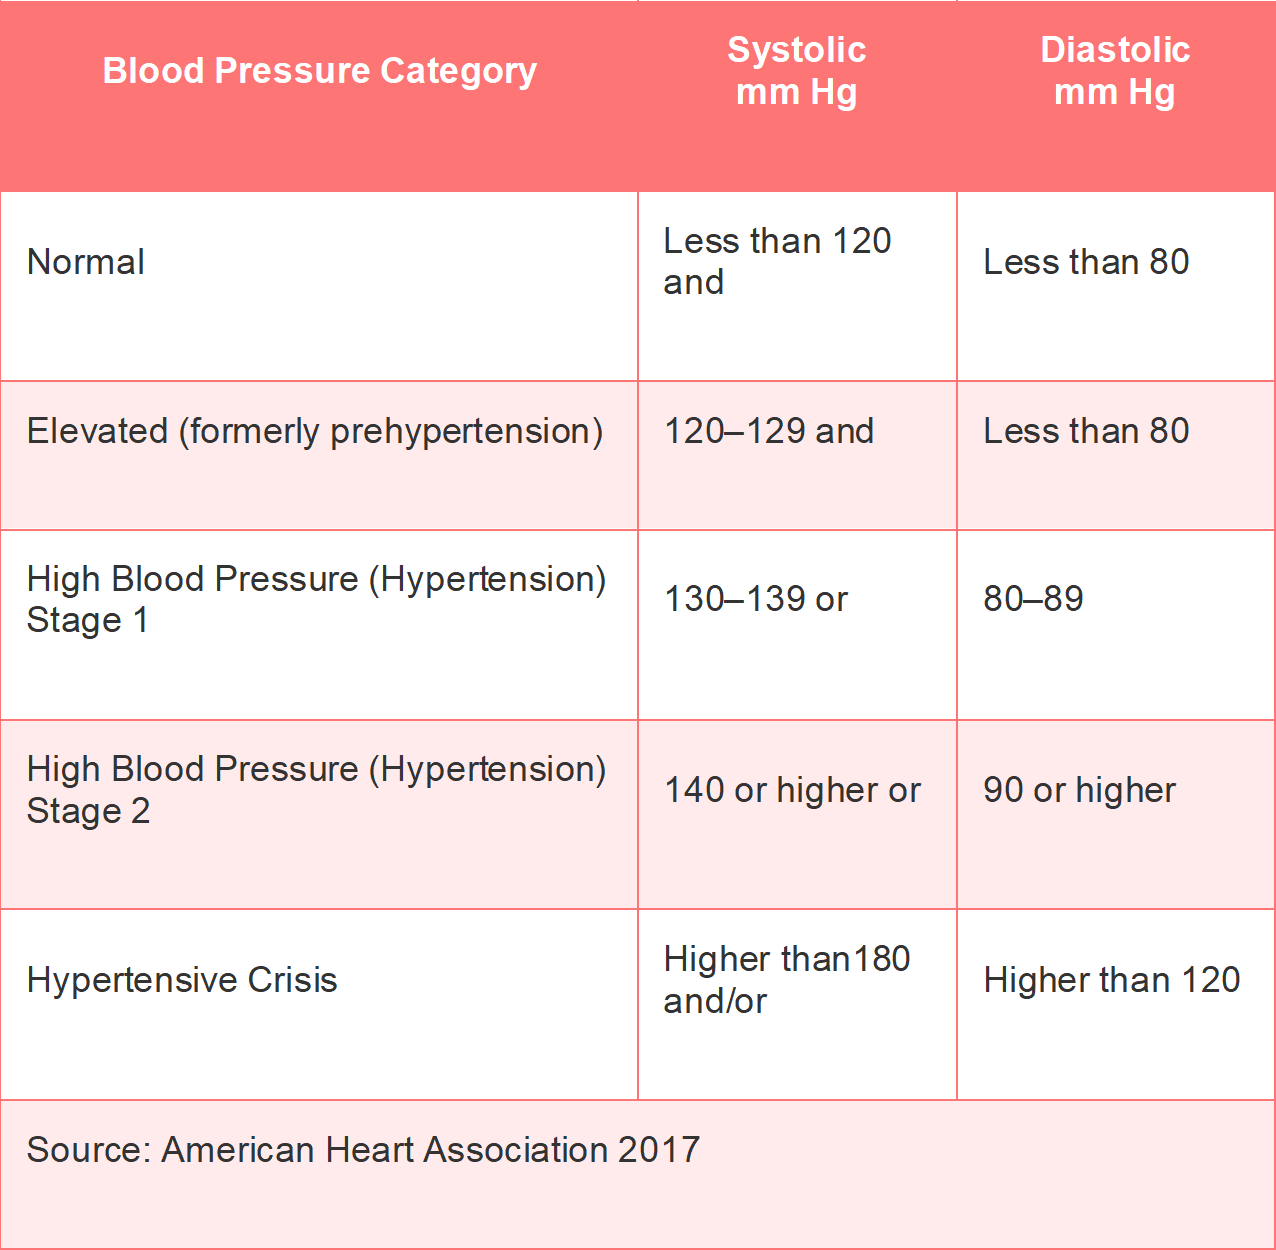 Blood Pressure Category
Systolic
mm Hg
Diastolic
mm Hg
Normal
Less than 120
and
Less than 80
Elevated (formerly prehypertension)
120–129 and
Less than 80
High Blood Pressure (Hypertension)
Stage 1
130–139 or
80–89
High Blood Pressure (Hypertension)
Stage 2
140 or higher or
90 or higher
Hypertensive Crisis
Higher than180
and/or
Higher than 120
Source: American Heart Association 2017